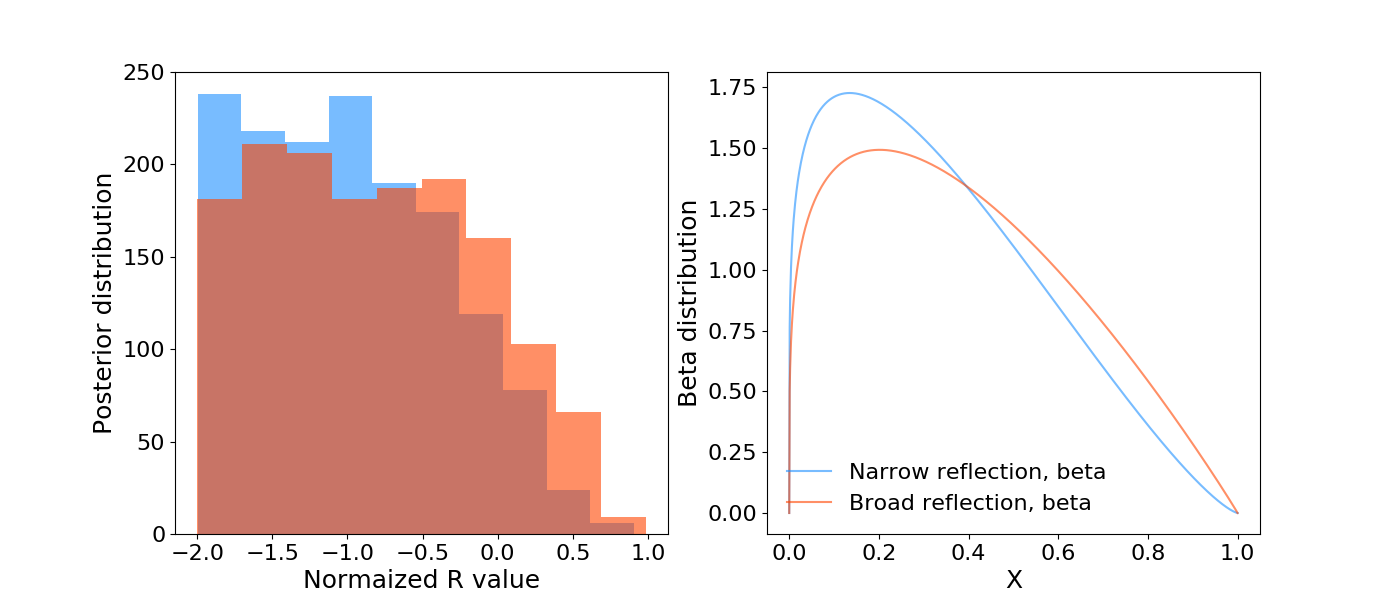 250
200
150
100
50
0
Posterior distribution
−2.0 −1.5 −1.0 −0.5 0.0 0.5 1.0
Normaized R value
1.75
1.50
1.25
1.00
0.75
0.50
0.25
0.00
Beta distribution
Narrow reflection, beta
Broad reflection, beta
0.0 0.2 0.4 0.6 0.8 1.0
X